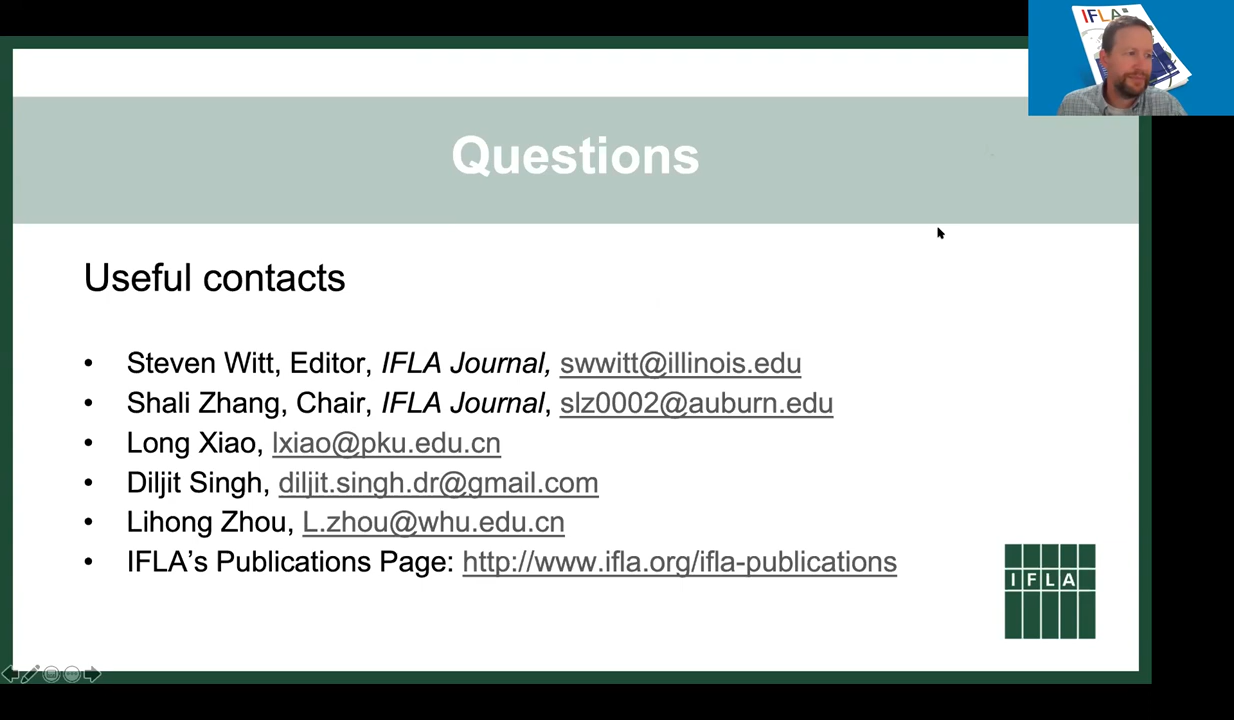 IFLA
Questions
Useful contacts
• Steven Witt, Editor, IFLA Journal, swwitt@illinois.edu
• Shali Zhang, Chair, IFLA Journal, slz0002@auburn.edu
• Long Xiao, lxiao@pku.edu.cn
• Diljit Singh, diljit.singh.dr@gmail.com
• Lihong Zhou, L.zhou@whu.edu.cn
• IFLA’s Publications Page: http://www.ifla.org/ifla-publications
IFLA